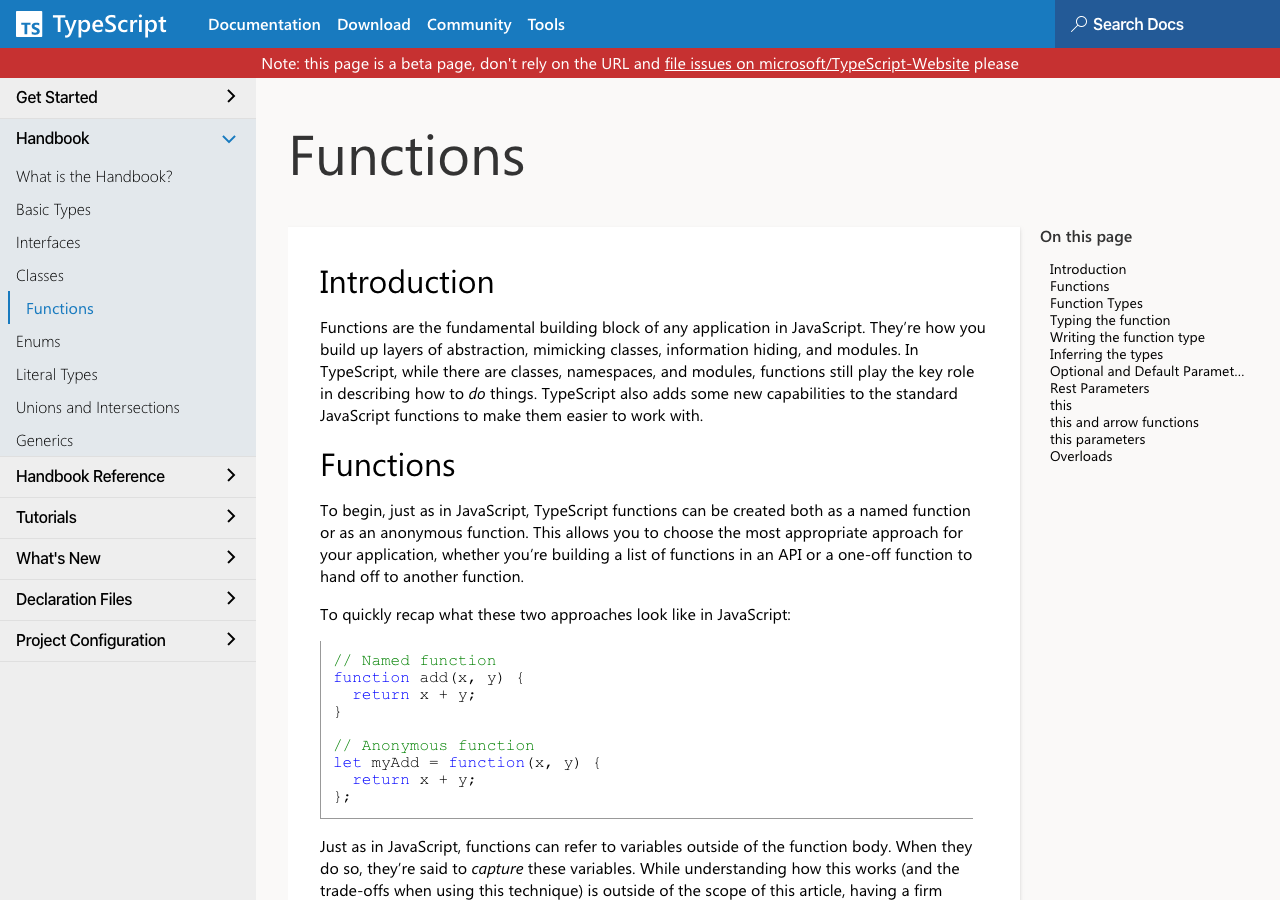 TS TypeScript
Documentation Download Community Tools
Search Docs
Note: this page is a beta page, don't rely on the URL and file issues on microsoft/TypeScript-Website please
Get Started
Handbook
What is the Handbook?
Basic Types
Interfaces
Classes
Functions
Enums
Literal Types
Unions and Intersections
Generics
Handbook Reference
Tutorials
What's New
Declaration Files
Project Configuration
Functions
Introduction
Functions are the fundamental building block of any application in JavaScript. They’re how you
build up layers of abstraction, mimicking classes, information hiding, and modules. In
TypeScript, while there are classes, namespaces, and modules, functions still play the key role
in describing how to do things. TypeScript also adds some new capabilities to the standard
JavaScript functions to make them easier to work with.
Functions
To begin, just as in JavaScript, TypeScript functions can be created both as a named function
or as an anonymous function. This allows you to choose the most appropriate approach for
your application, whether you’re building a list of functions in an API or a one-off function to
hand off to another function.
To quickly recap what these two approaches look like in JavaScript:
// Named function
function add(x, y) {
  return x + y;
}
// Anonymous function
let myAdd = function(x, y) {
  return x + y;
};
Just as in JavaScript, functions can refer to variables outside of the function body. When they
do so, they’re said to capture these variables. While understanding how this works (and the
trade-offs when using this technique) is outside of the scope of this article, having a firm
On this page
Introduction
Functions
Function Types
Typing the function
Writing the function type
Inferring the types
Optional and Default Paramet...
Rest Parameters
this
this and arrow functions
this parameters
Overloads